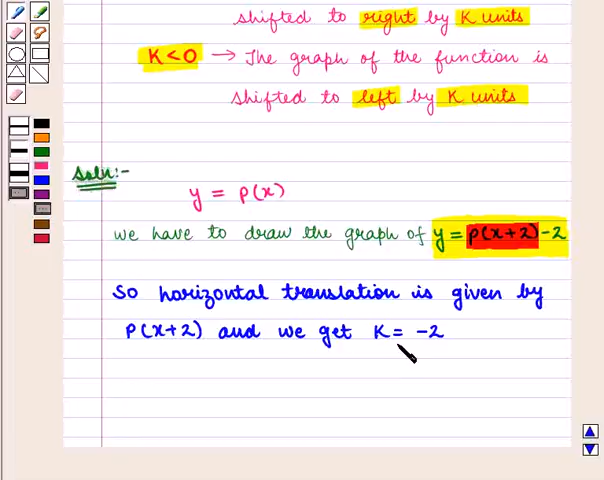 shifted to right by K units
K<0 → The graph of the function is
shifted to left by K units
Soln:-
y = P(x)
we have to draw the graph of y = P(x+2)-2
So horizontal translation is given by
P(x+2) and we get K= -2